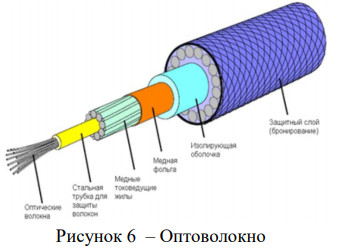 Защитный слой
(бронирование)
Изолирующая
оболочка
Медная
фольга
Медные
токоведущие
жилы
Стальная
трубка для
защиты
волокон
Оптические
волокна
Рисунок 6 – Оптоволокно